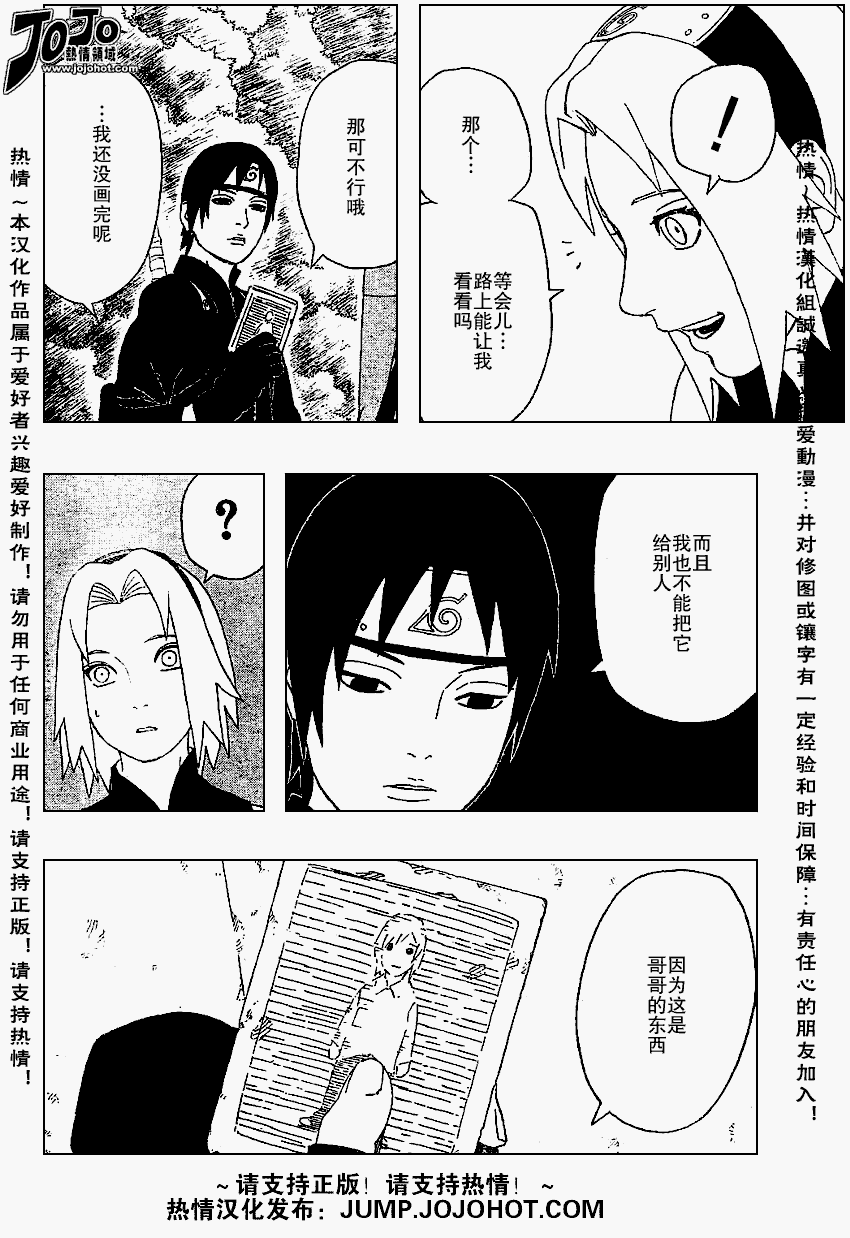 JOJO
熱情領域
www.jojohot.com
！
那个…
等会儿…
路上能让我
看看吗
那可不行哦
…我还没画完呢
而且
我也不能把它
给别人
？
因为这是
哥哥的东西
热情～本汉化作品属于爱好者兴趣爱好制作！请勿用于任何商业用途！请支持正版！请支持热情！
热情～热情漢化組誠邀真
爱動漫…并对修图或镶字有一定经验和时间保障…有责任心的朋友加入！
～请支持正版！请支持热情！～
热情汉化发布：JUMP.JOJOHOT.COM